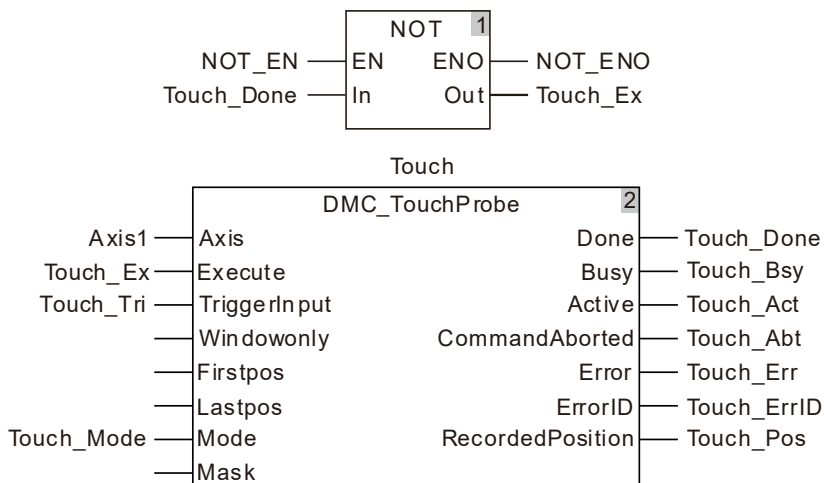 NOT 1
NOT_EN EN ENO NOT_ENO
Touch_Done In Out Touch_Ex
Touch
DMC_TouchProbe 2
Axis1 Axis Done Touch_Done
Touch_Ex Execute Busy Touch_Bsy
Touch_Tri TriggerInput Active Touch_Act
Windowonly CommandAborted Touch_Abt
Firstpos Error Touch_Err
Lastpos ErrorID Touch_ErrID
Touch_Mode Mode RecordedPosition Touch_Pos
Mask